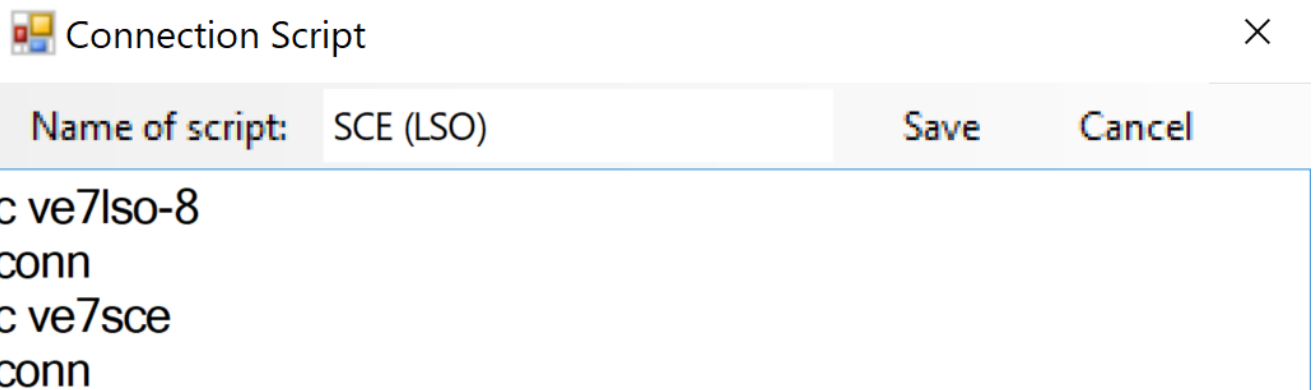 Connection Script
Name of script: SCE (LSO) Save Cancel
c ve7lso-8
conn
c ve7sce
conn